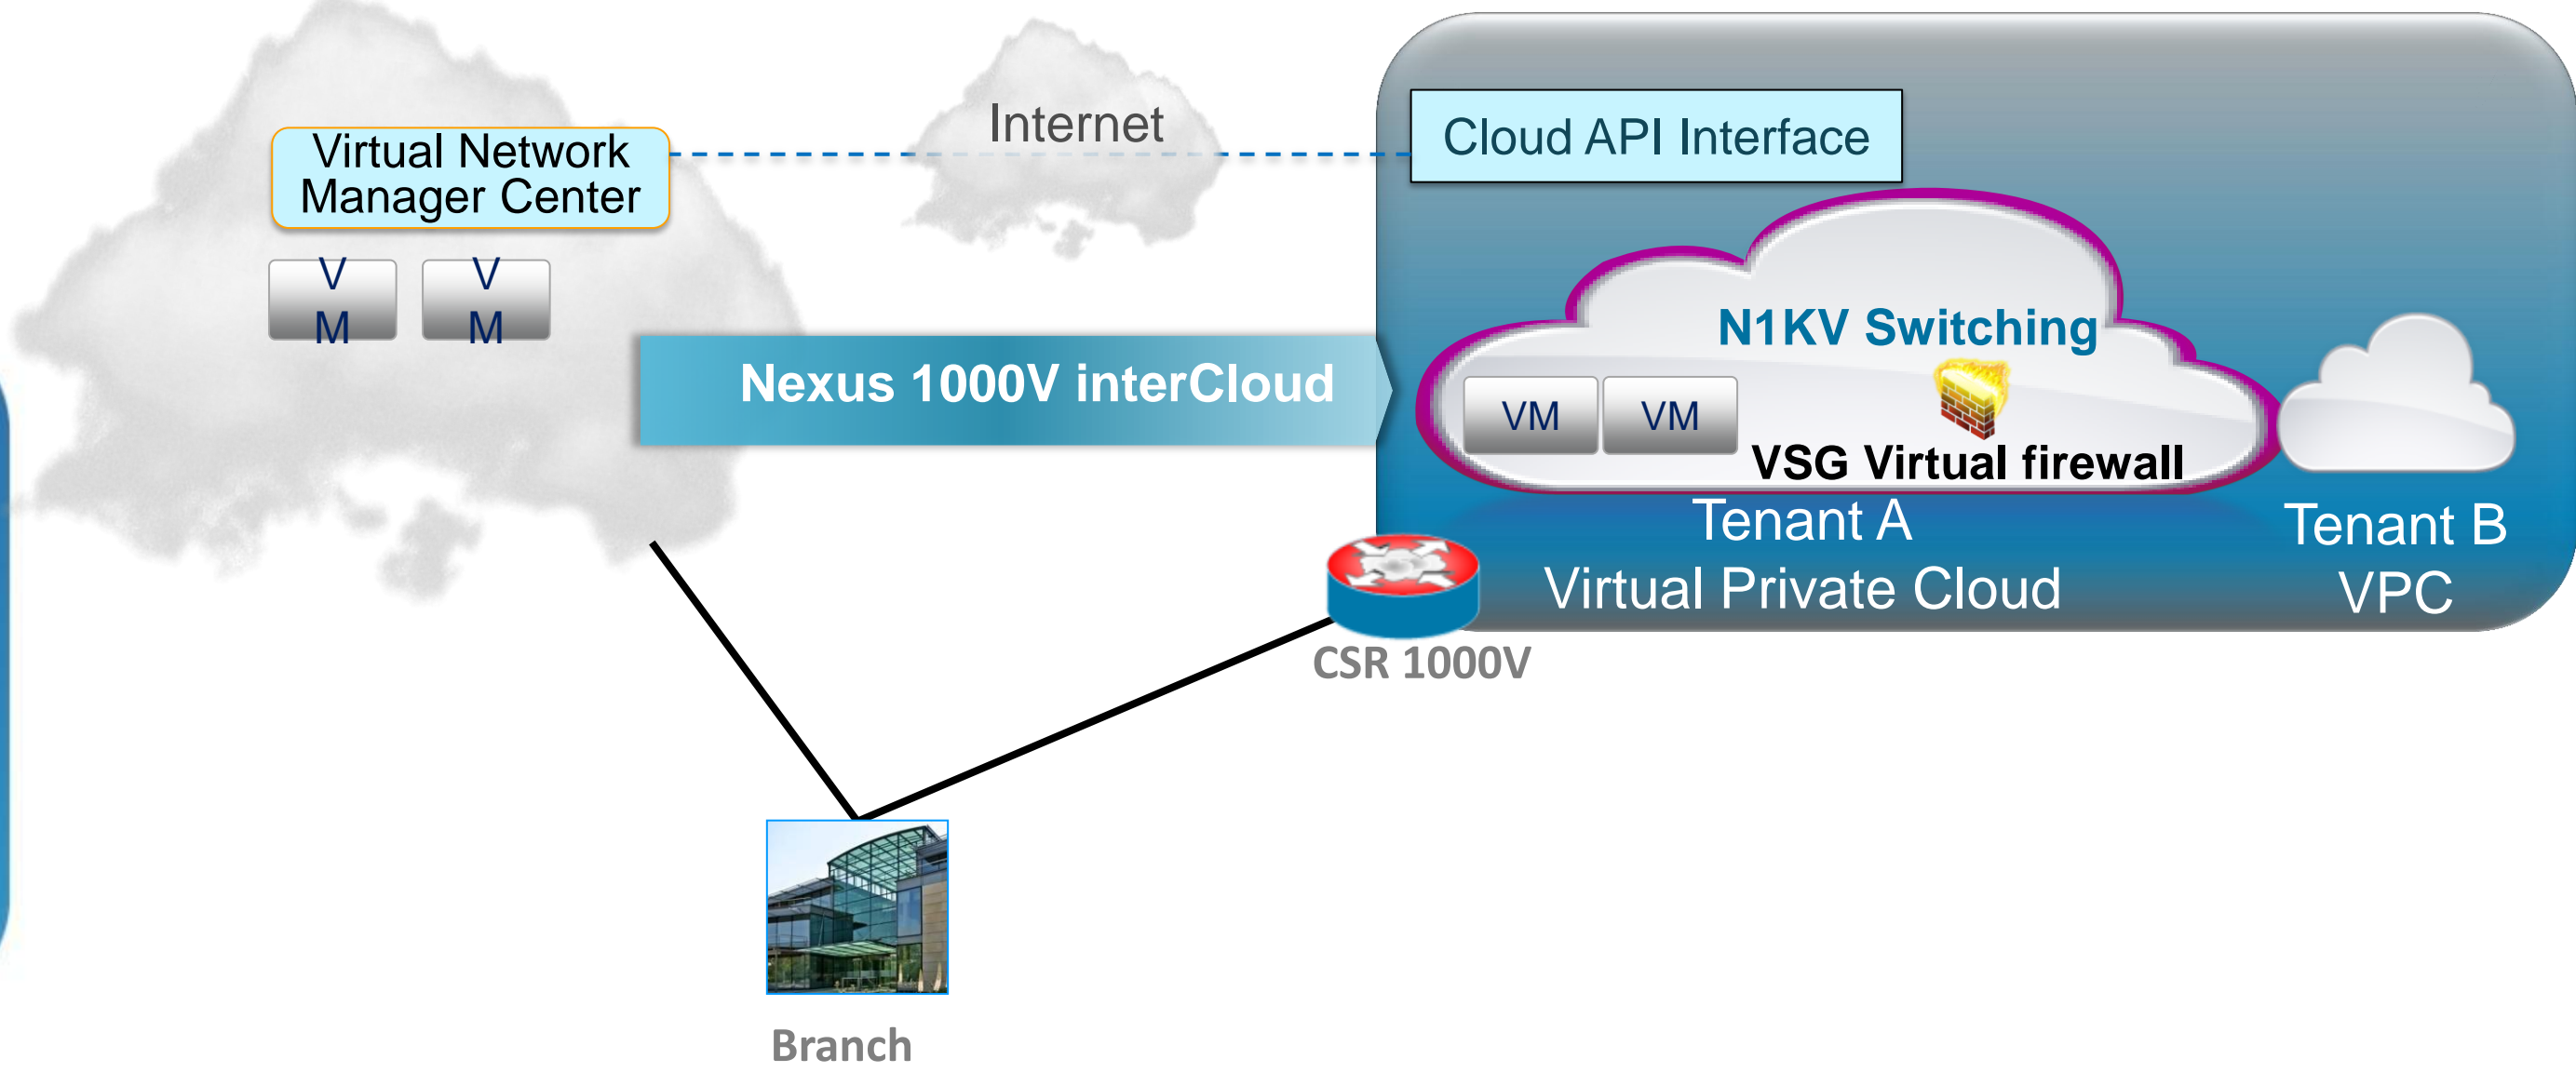 Internet
Cloud API Interface
Virtual Network
Manager Center
V
M
V
M
Nexus 1000V interCloud
N1KV Switching
VM
VM
VSG Virtual firewall
Tenant A
Virtual Private Cloud
Tenant B
VPC
CSR 1000V
Branch